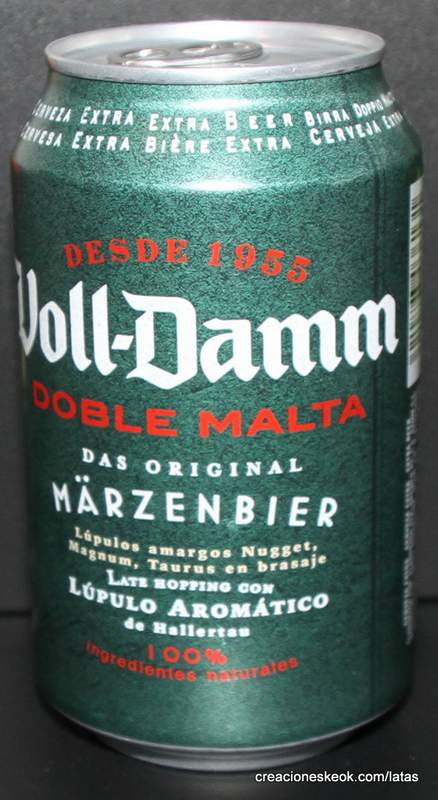 CERVEZA EXTRA EXTRA BEER BIRRA DOPPIO
CERVESA EXTRA BIÈRE EXTRA CERVEJA EXTRA
DESDE 1955
Voll-Damm
DOBLE MALTA
DAS ORIGINAL
MÄRZENBIER
Lúpulos amargos Nugget,
Magnum, Taurus en brasaje
LATE HOPPING CON
LÚPULO AROMÁTICO
de Hallertau
100%
ingredientes naturales
creacioneskeok.com/latas